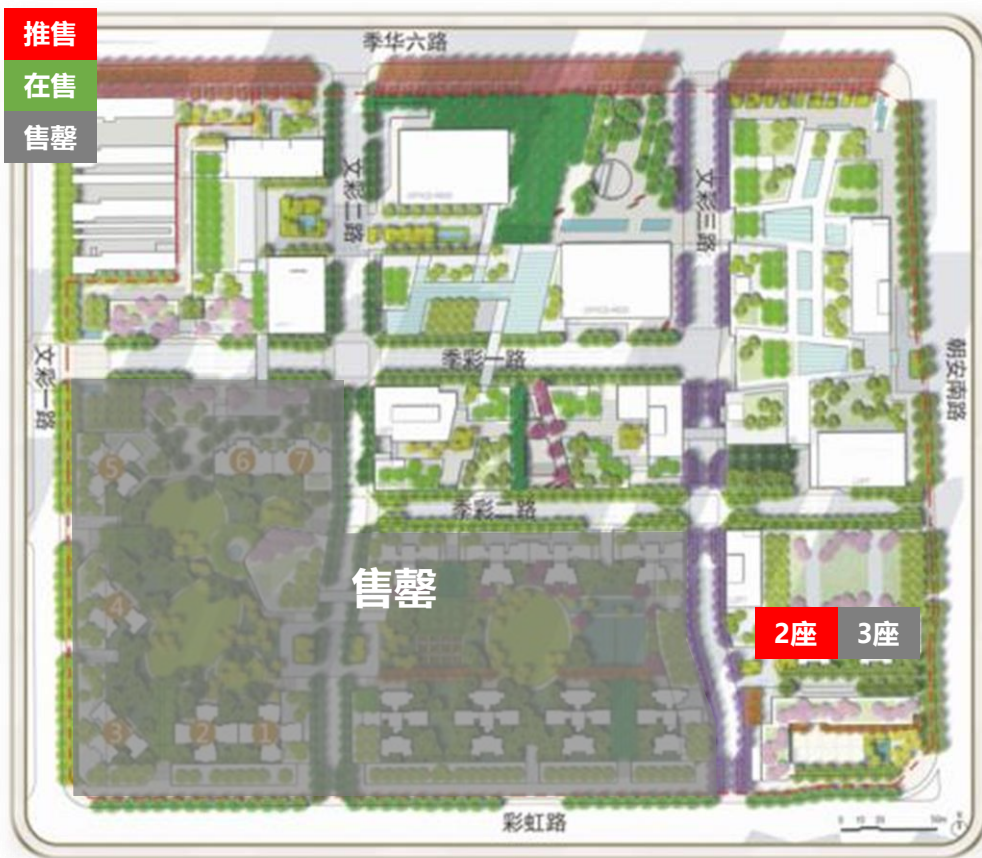 推售
在售
售罄
季华六路
文彩二路
文彩三路
文彩一路
季彩一路
朝安南路
⑤
⑥
⑦
季彩二路
售罄
④
2座
3座
③
②
①
彩虹路